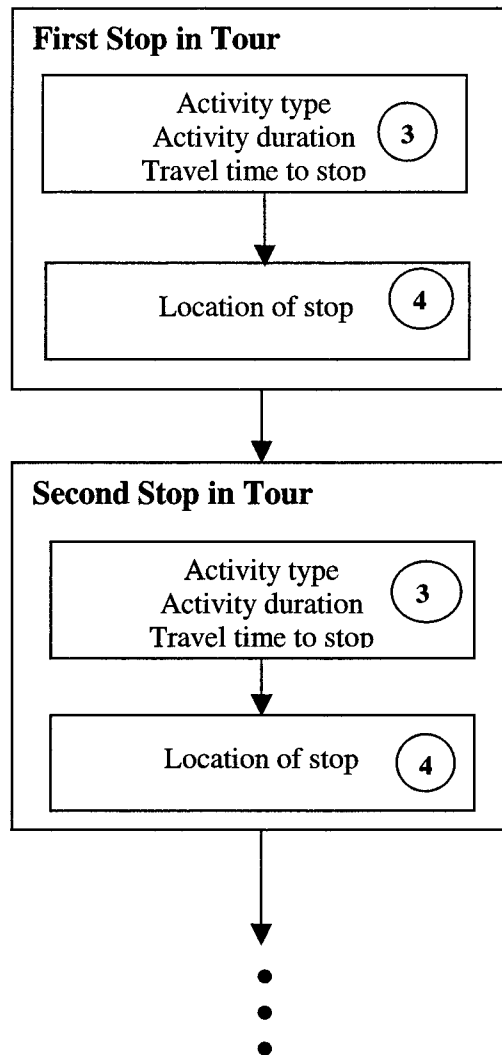 First Stop in Tour
Activity type
Activity duration
3
Travel time to stop
Location of stop
4
Second Stop in Tour
Activity type
Activity duration
3
Travel time to stop
Location of stop
4